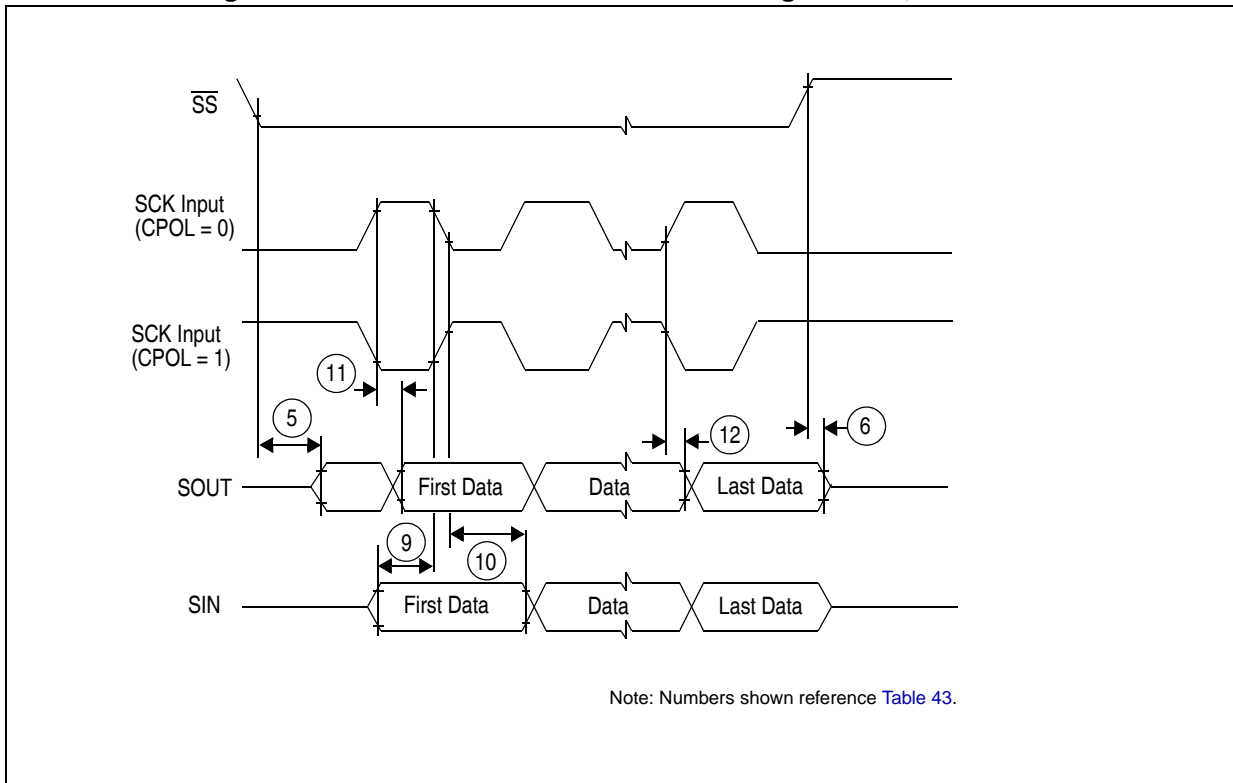 SS
SCK Input
(CPOL = 0)
SCK Input
(CPOL = 1)
11
5
12
6
SOUT
First Data
Data
Last Data
9
10
SIN
First Data
Data
Last Data
Note: Numbers shown reference Table 43.